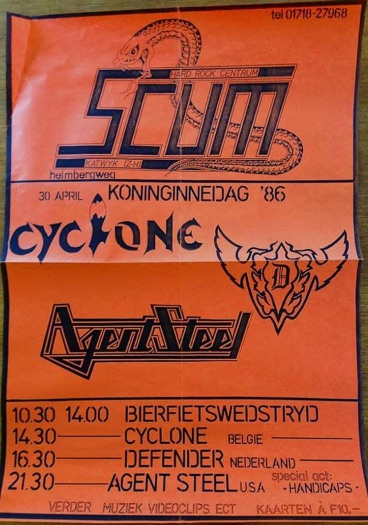 tel 01718-27968
HARD ROCK CENTRUM
SCUM
KATWYK (Z-H)
heimbergweg
30 APRIL KONINGINNEDAG '86
CYCLONE
D
Agent Steel
10.30 14.00 BIERFIETSWEDSTRYD
14.30 CYCLONE BELGIE
16.30 DEFENDER NEDERLAND
21.30 AGENT STEEL U.S.A special act: -HANDICAPS-
VERDER MUZIEK VIDEOCLIPS ECT KAARTEN À F10,-